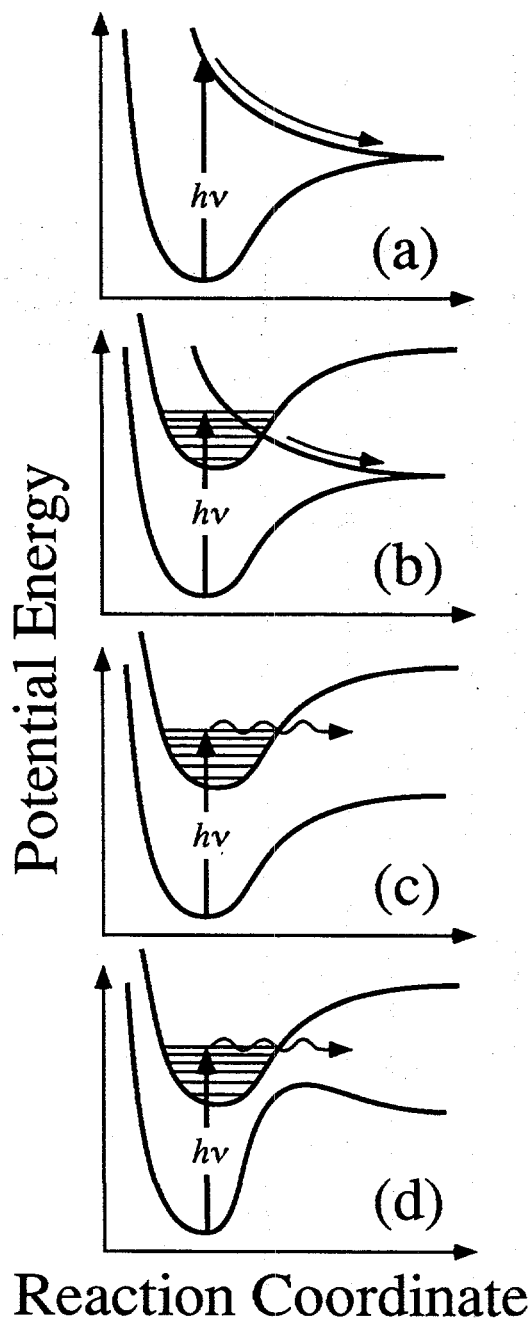 hν
(a)
hν
(b)
hν
(c)
hν
(d)
Potential Energy
Reaction Coordinate